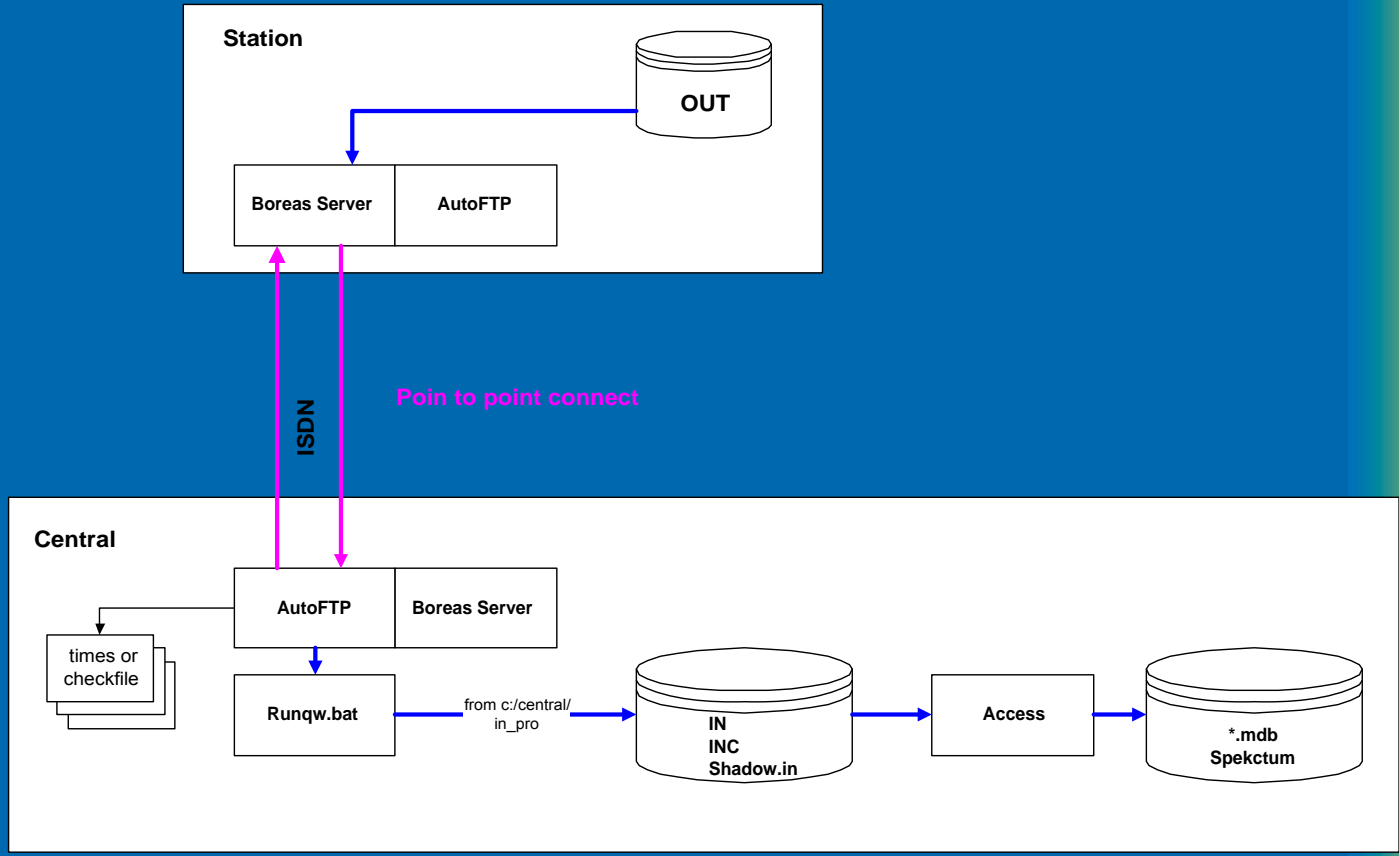 Station
OUT
Boreas Server
AutoFTP
ISDN
Poin to point connect
Central
AutoFTP
Boreas Server
times or
checkfile
Runqw.bat
from c:/central/
in_pro
IN
INC
Shadow.in
Access
*.mdb
Spekctum